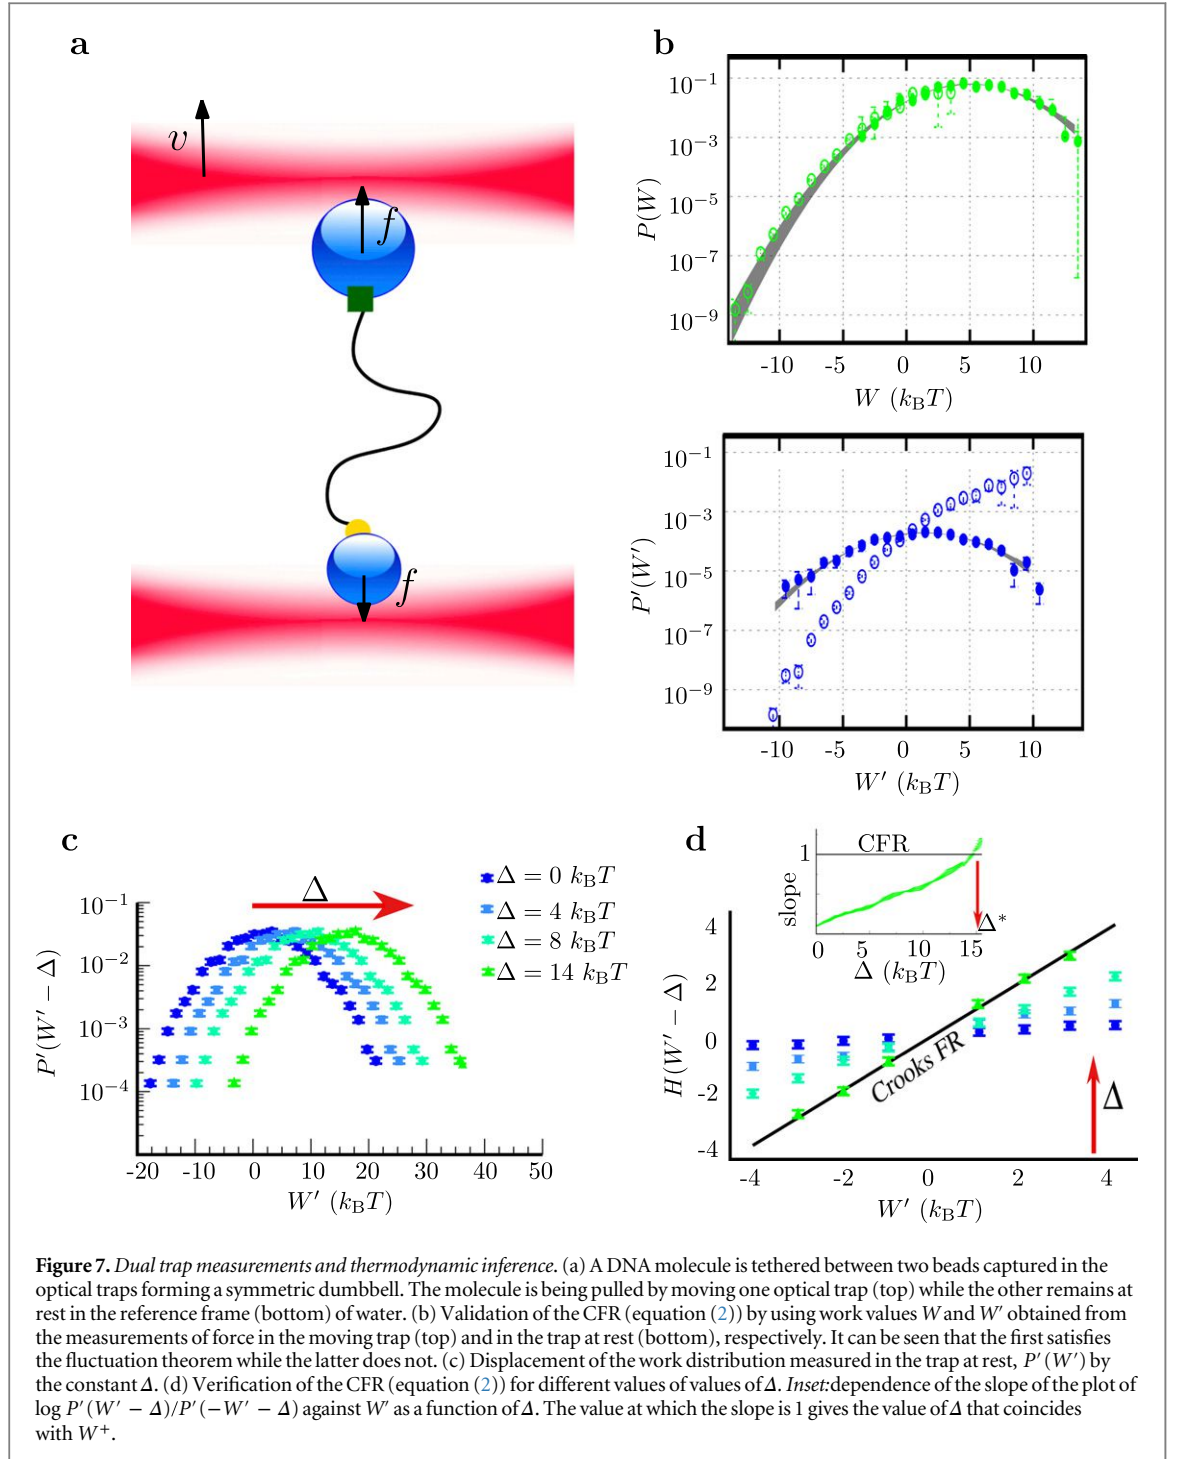 a
v
f
f
b
10⁻¹
10⁻³
10⁻⁵
10⁻⁷
10⁻⁹
P(W)
-10 -5 0 5 10
W (k_BT)
10⁻¹
10⁻³
10⁻⁵
10⁻⁷
10⁻⁹
P′(W′)
-10 -5 0 5 10
W′ (k_BT)
c
Δ
Δ = 0 k_BT
Δ = 4 k_BT
Δ = 8 k_BT
Δ = 14 k_BT
10⁻¹
10⁻²
10⁻³
10⁻⁴
P′(W′ − Δ)
-20 -10 0 10 20 30 40 50
W′ (k_BT)
d
CFR
1
slope
0 5 10 15
Δ*
Δ (k_BT)
4
2
0
-2
-4
H(W′ − Δ)
Crooks FR
Δ
-4 -2 0 2 4
W′ (k_BT)
Figure 7. Dual trap measurements and thermodynamic inference. (a) A DNA molecule is tethered between two beads captured in the
optical traps forming a symmetric dumbbell. The molecule is being pulled by moving one optical trap (top) while the other remains at
rest in the reference frame (bottom) of water. (b) Validation of the CFR (equation (2)) by using work values W and W′ obtained from
the measurements of force in the moving trap (top) and in the trap at rest (bottom), respectively. It can be seen that the first satisfies
the fluctuation theorem while the latter does not. (c) Displacement of the work distribution measured in the trap at rest, P′(W′) by
the constant Δ. (d) Verification of the CFR (equation (2)) for different values of values of Δ. Inset:dependence of the slope of the plot of
log P′(W′ − Δ)/P′(−W′ − Δ) against W′ as a function of Δ. The value at which the slope is 1 gives the value of Δ that coincides
with W⁺.